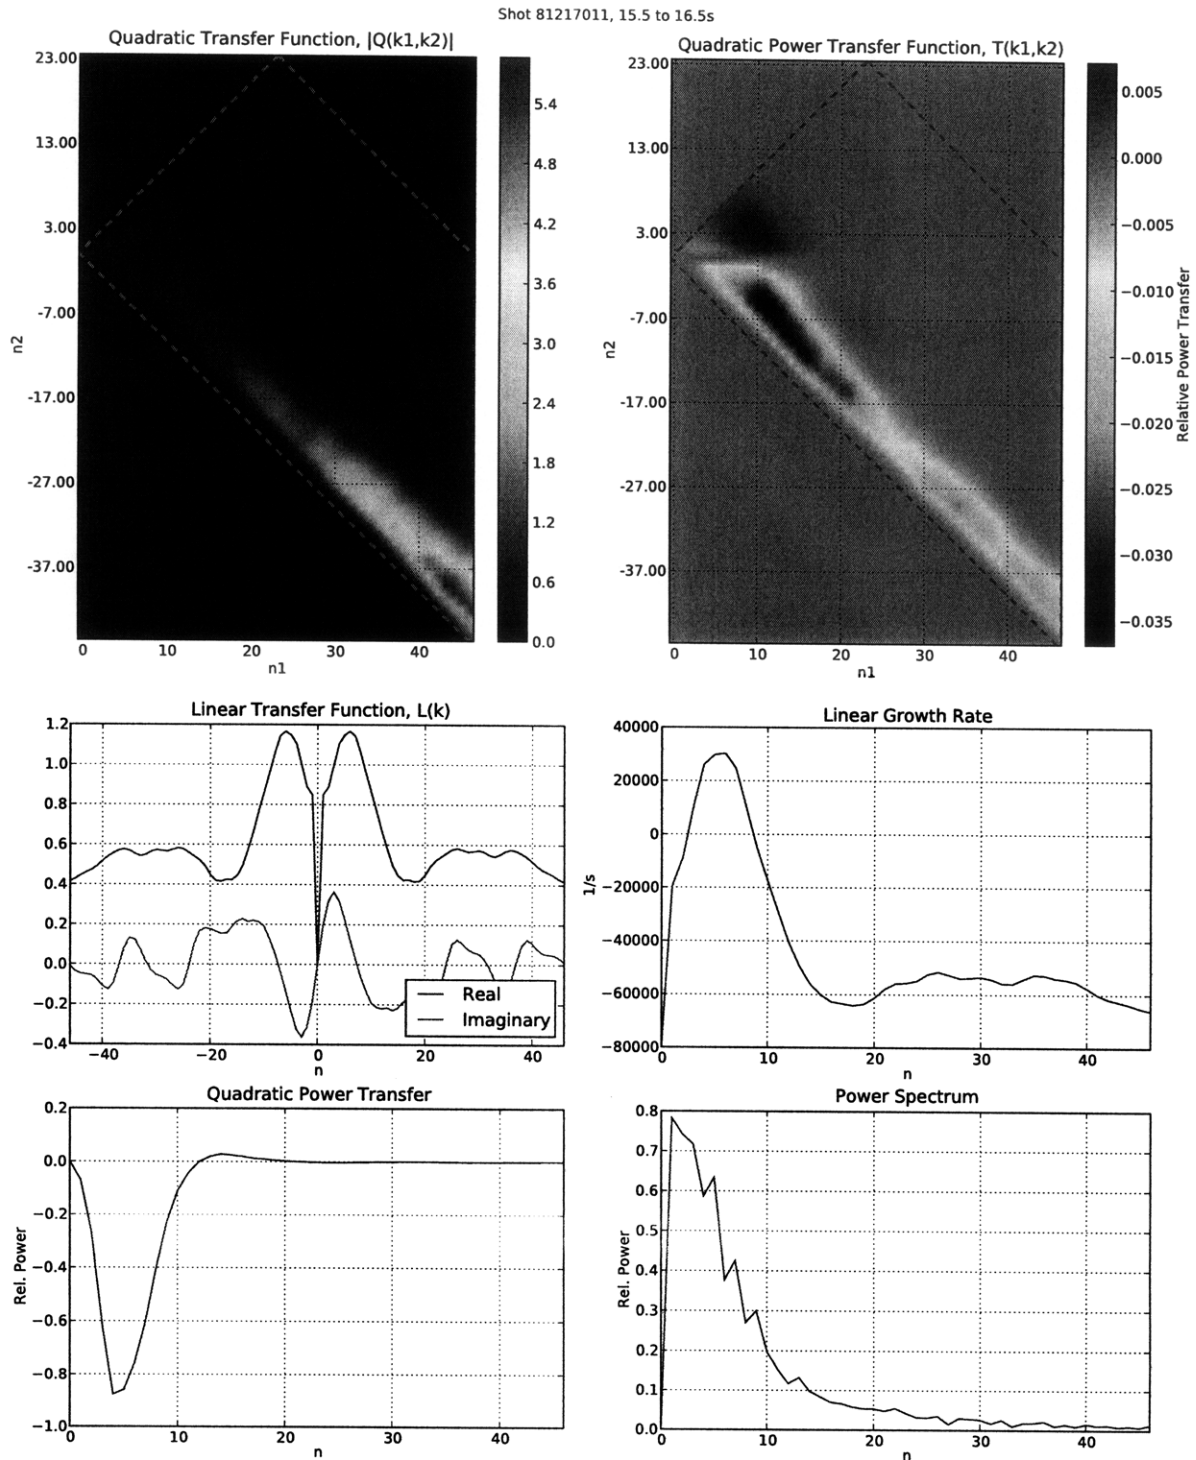 Shot 81217011, 15.5 to 16.5s
Quadratic Transfer Function, |Q(k1,k2)|
23.00
13.00
3.00
-7.00
-17.00
-27.00
-37.00
n2
0 10 20 30 40
n1
5.4
4.8
4.2
3.6
3.0
2.4
1.8
1.2
0.6
0.0
Quadratic Power Transfer Function, T(k1,k2)
23.00
13.00
3.00
-7.00
-17.00
-27.00
-37.00
n2
0 10 20 30 40
n1
0.005
0.000
−0.005
−0.010
−0.015
−0.020
−0.025
−0.030
−0.035
Relative Power Transfer
Linear Transfer Function, L(k)
1.2
1.0
0.8
0.6
0.4
0.2
0.0
−0.2
−0.4
−40 −20 0 20 40
n
Real
Imaginary
Linear Growth Rate
40000
20000
0
−20000
−40000
−60000
−80000
1/s
0 10 20 30 40
n
Quadratic Power Transfer
0.2
0.0
−0.2
−0.4
−0.6
−0.8
−1.0
Rel. Power
0 10 20 30 40
n
Power Spectrum
0.8
0.7
0.6
0.5
0.4
0.3
0.2
0.1
0.0
Rel. Power
0 10 20 30 40
n